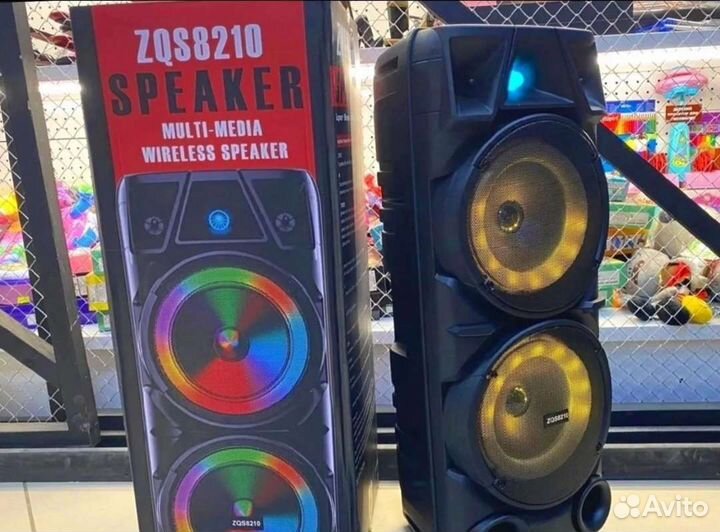 ZQS8210
SPEAKER
MULTI-MEDIA
WIRELESS SPEAKER
ZQS8210
ZQS8210
Avito